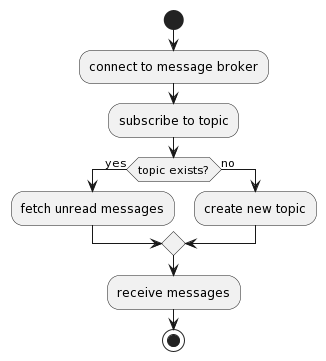 connect to message broker
subscribe to topic
yes
topic exists?
no
fetch unread messages
create new topic
receive messages